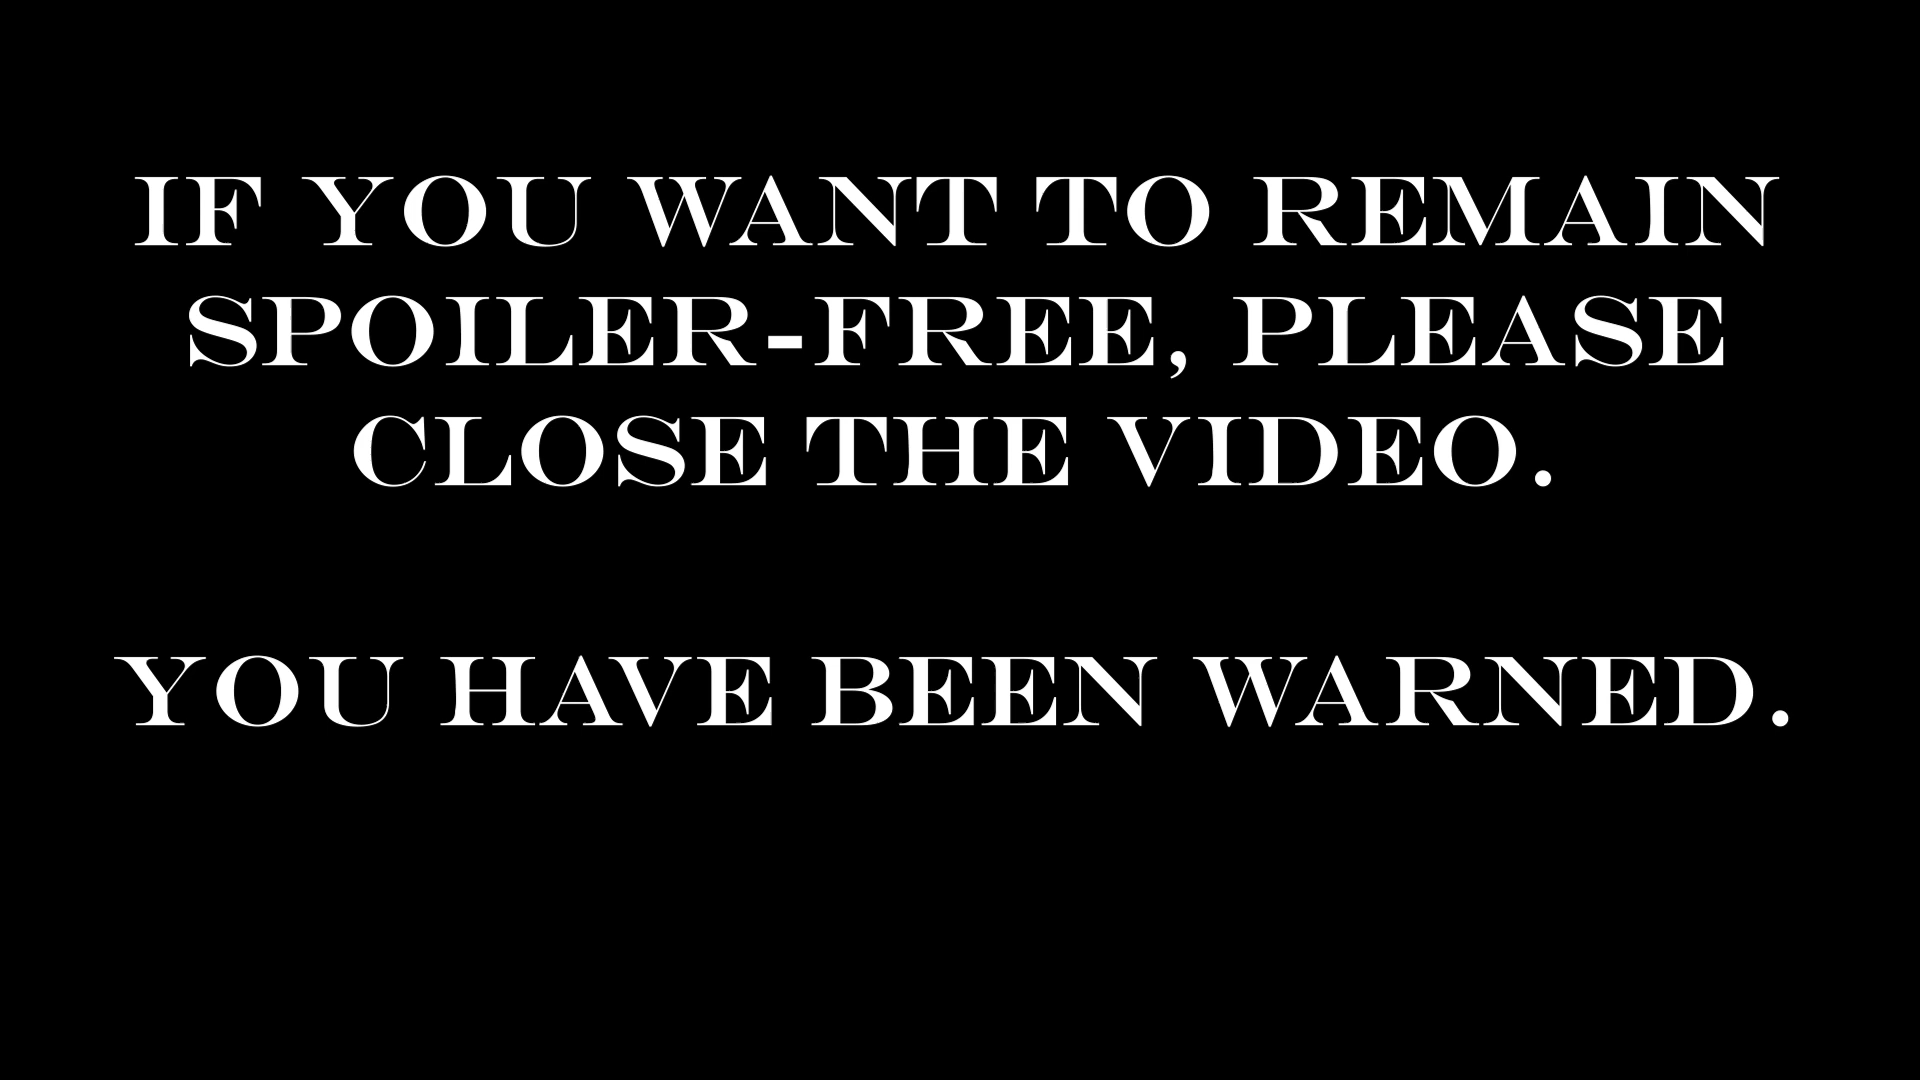 IF YOU WANT TO REMAIN
SPOILER-FREE, PLEASE
CLOSE THE VIDEO.
YOU HAVE BEEN WARNED.